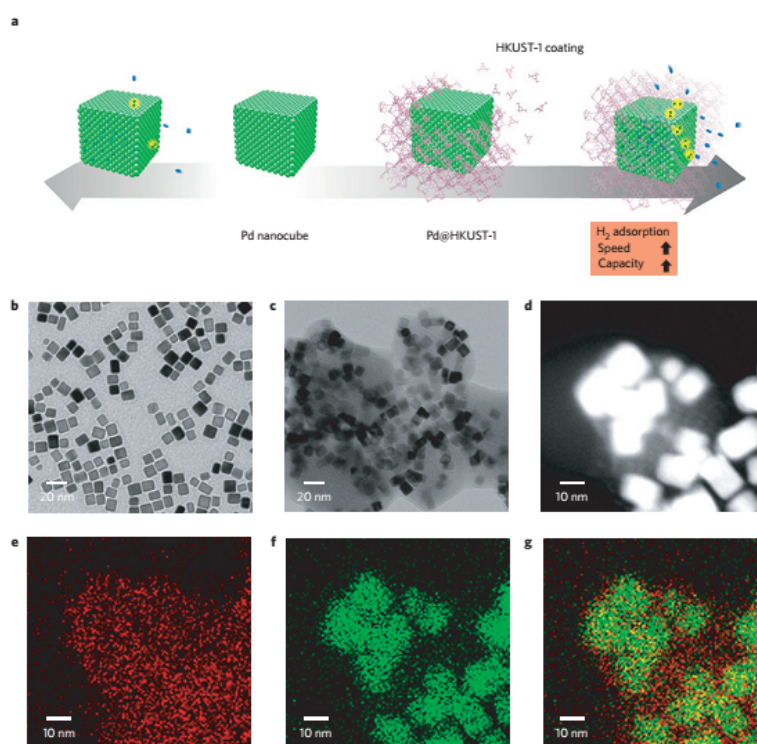 a
HKUST-1 coating
Pd nanocube
Pd@HKUST-1
H₂ adsorption
Speed
Capacity
b
c
d
20 nm
20 nm
10 nm
e
f
g
10 nm
10 nm
10 nm